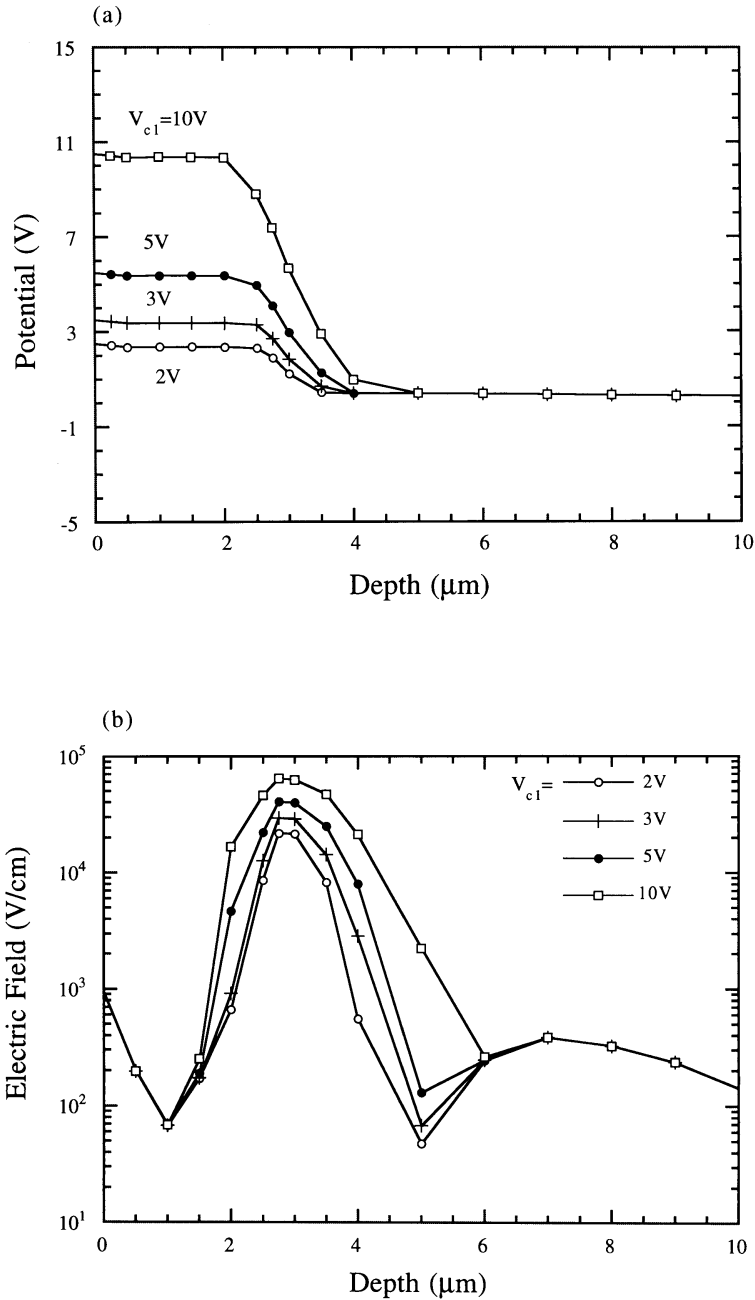 (a)
15
V_c1=10V
11
7
5V
3V
3
2V
-1
-5
0 2 4 6 8 10
Potential (V)
Depth (μm)
(b)
10^5
V_c1= 2V
3V
10^4
5V
10V
10^3
10^2
10^1
0 2 4 6 8 10
Electric Field (V/cm)
Depth (μm)